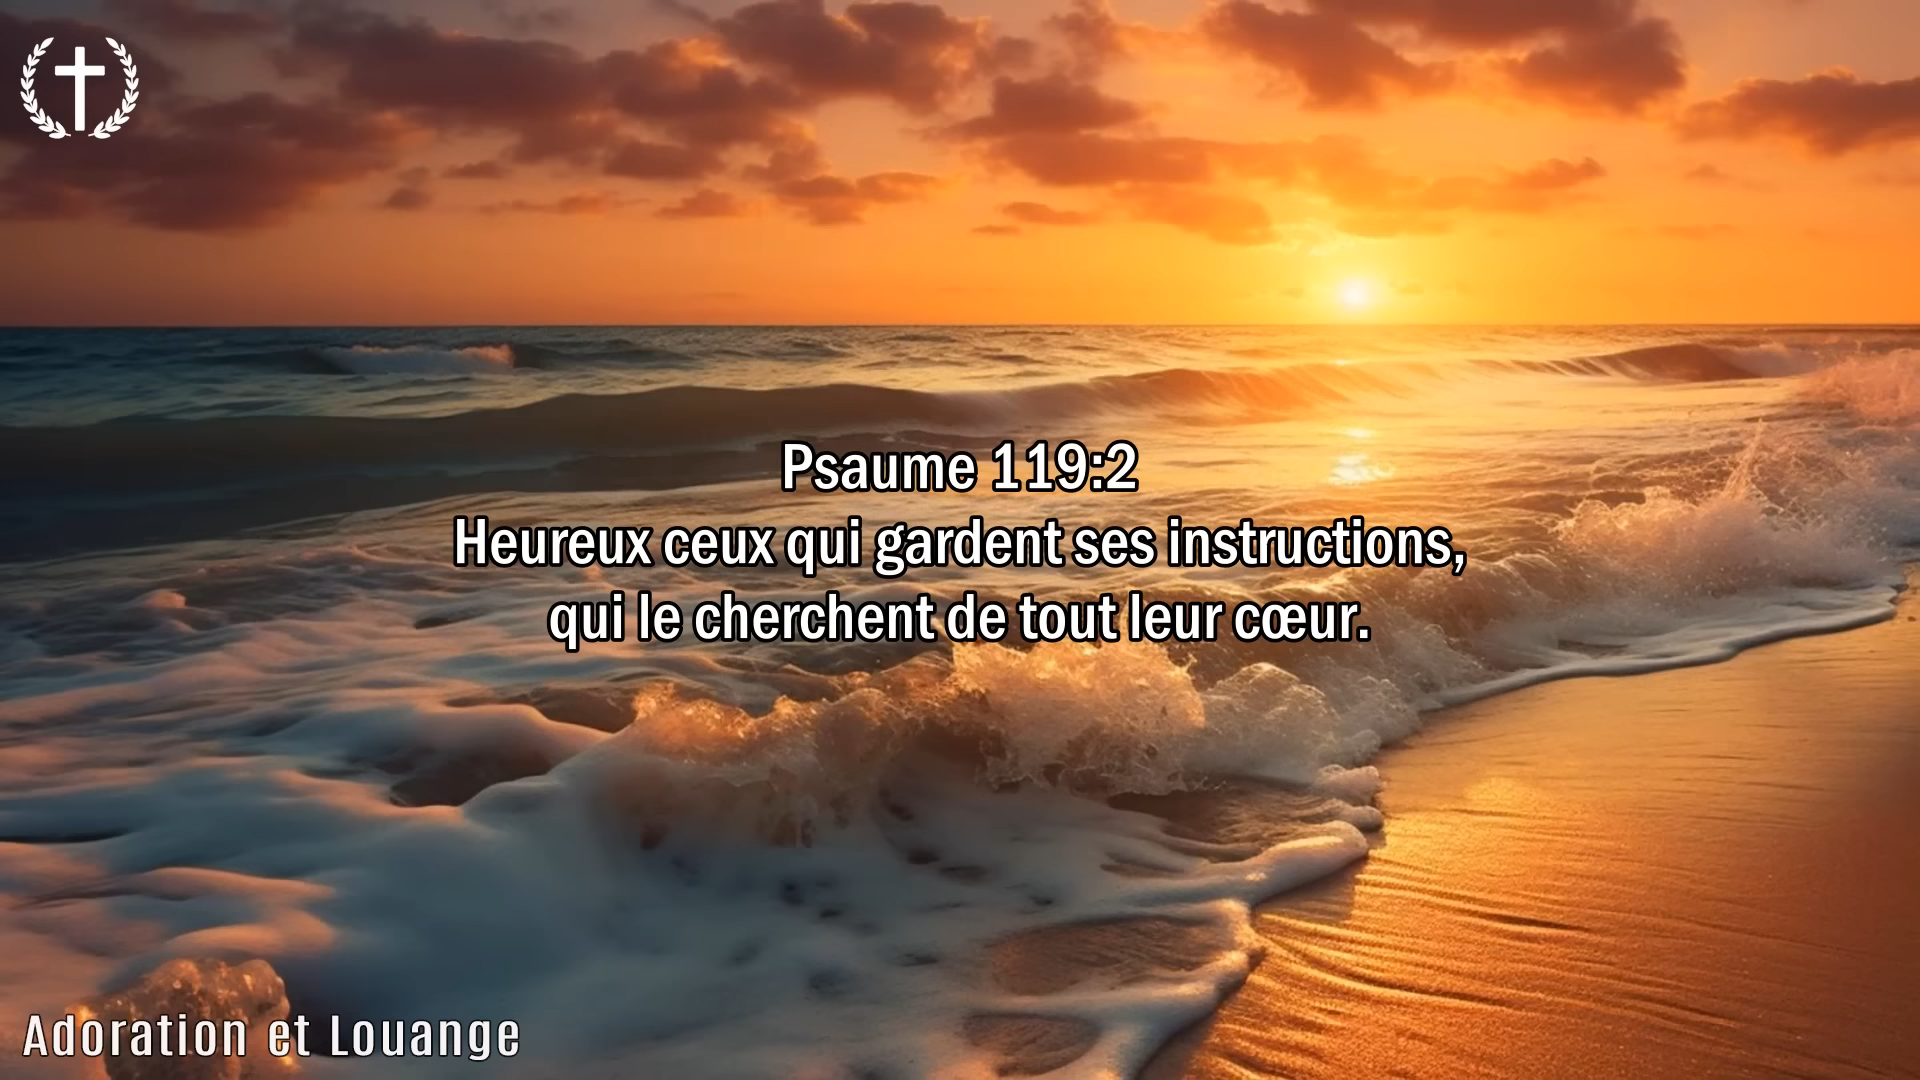 Psaume 119:2
Heureux ceux qui gardent ses instructions,
qui le cherchent de tout leur cœur.
Adoration et Louange